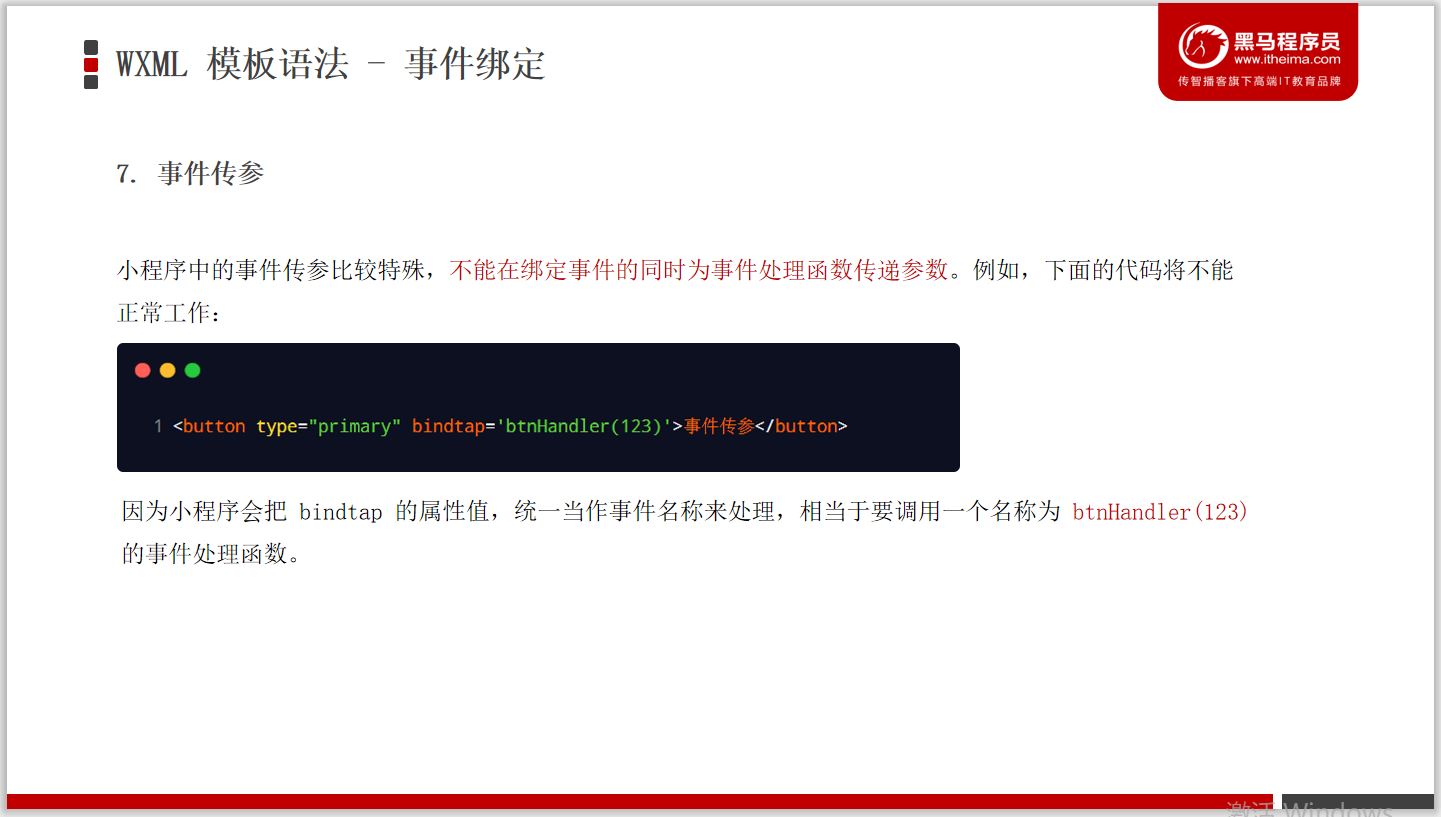 WXML 模板语法 - 事件绑定
黑马程序员
www.itheima.com
传智播客旗下高端IT教育品牌
7. 事件传参
小程序中的事件传参比较特殊，不能在绑定事件的同时为事件处理函数传递参数。例如，下面的代码将不能
正常工作：
1 <button type="primary" bindtap='btnHandler(123)'>事件传参</button>
因为小程序会把 bindtap 的属性值，统一当作事件名称来处理，相当于要调用一个名称为 btnHandler(123)
的事件处理函数。
激活 Windows